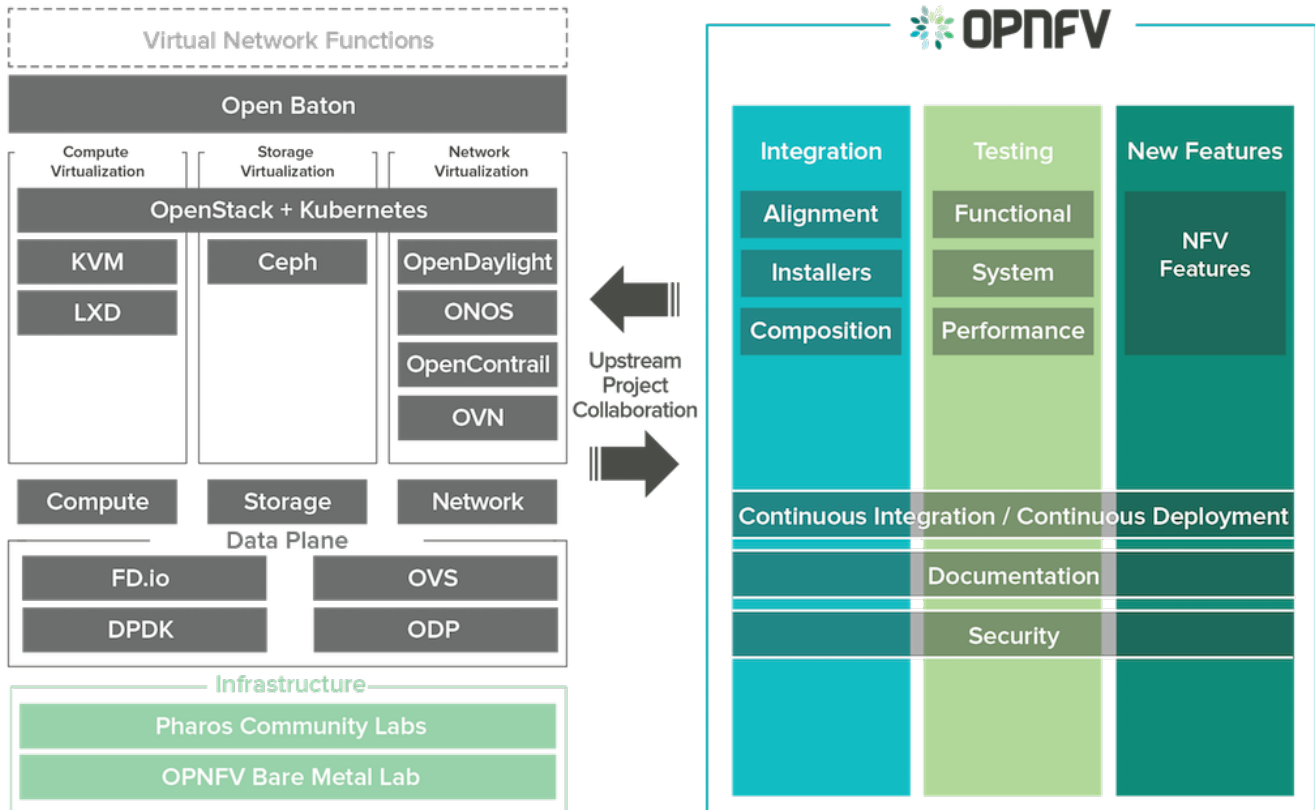 Virtual Network Functions
Open Baton
Compute
Virtualization
Storage
Virtualization
Network
Virtualization
OpenStack + Kubernetes
KVM
Ceph
OpenDaylight
LXD
ONOS
OpenContrail
OVN
Compute
Storage
Network
Data Plane
FD.io
OVS
DPDK
ODP
Infrastructure
Pharos Community Labs
OPNFV Bare Metal Lab
Upstream
Project
Collaboration
OPNFV
Integration
Testing
New Features
Alignment
Functional
NFV
Features
Installers
System
Composition
Performance
Continuous Integration / Continuous Deployment
Documentation
Security